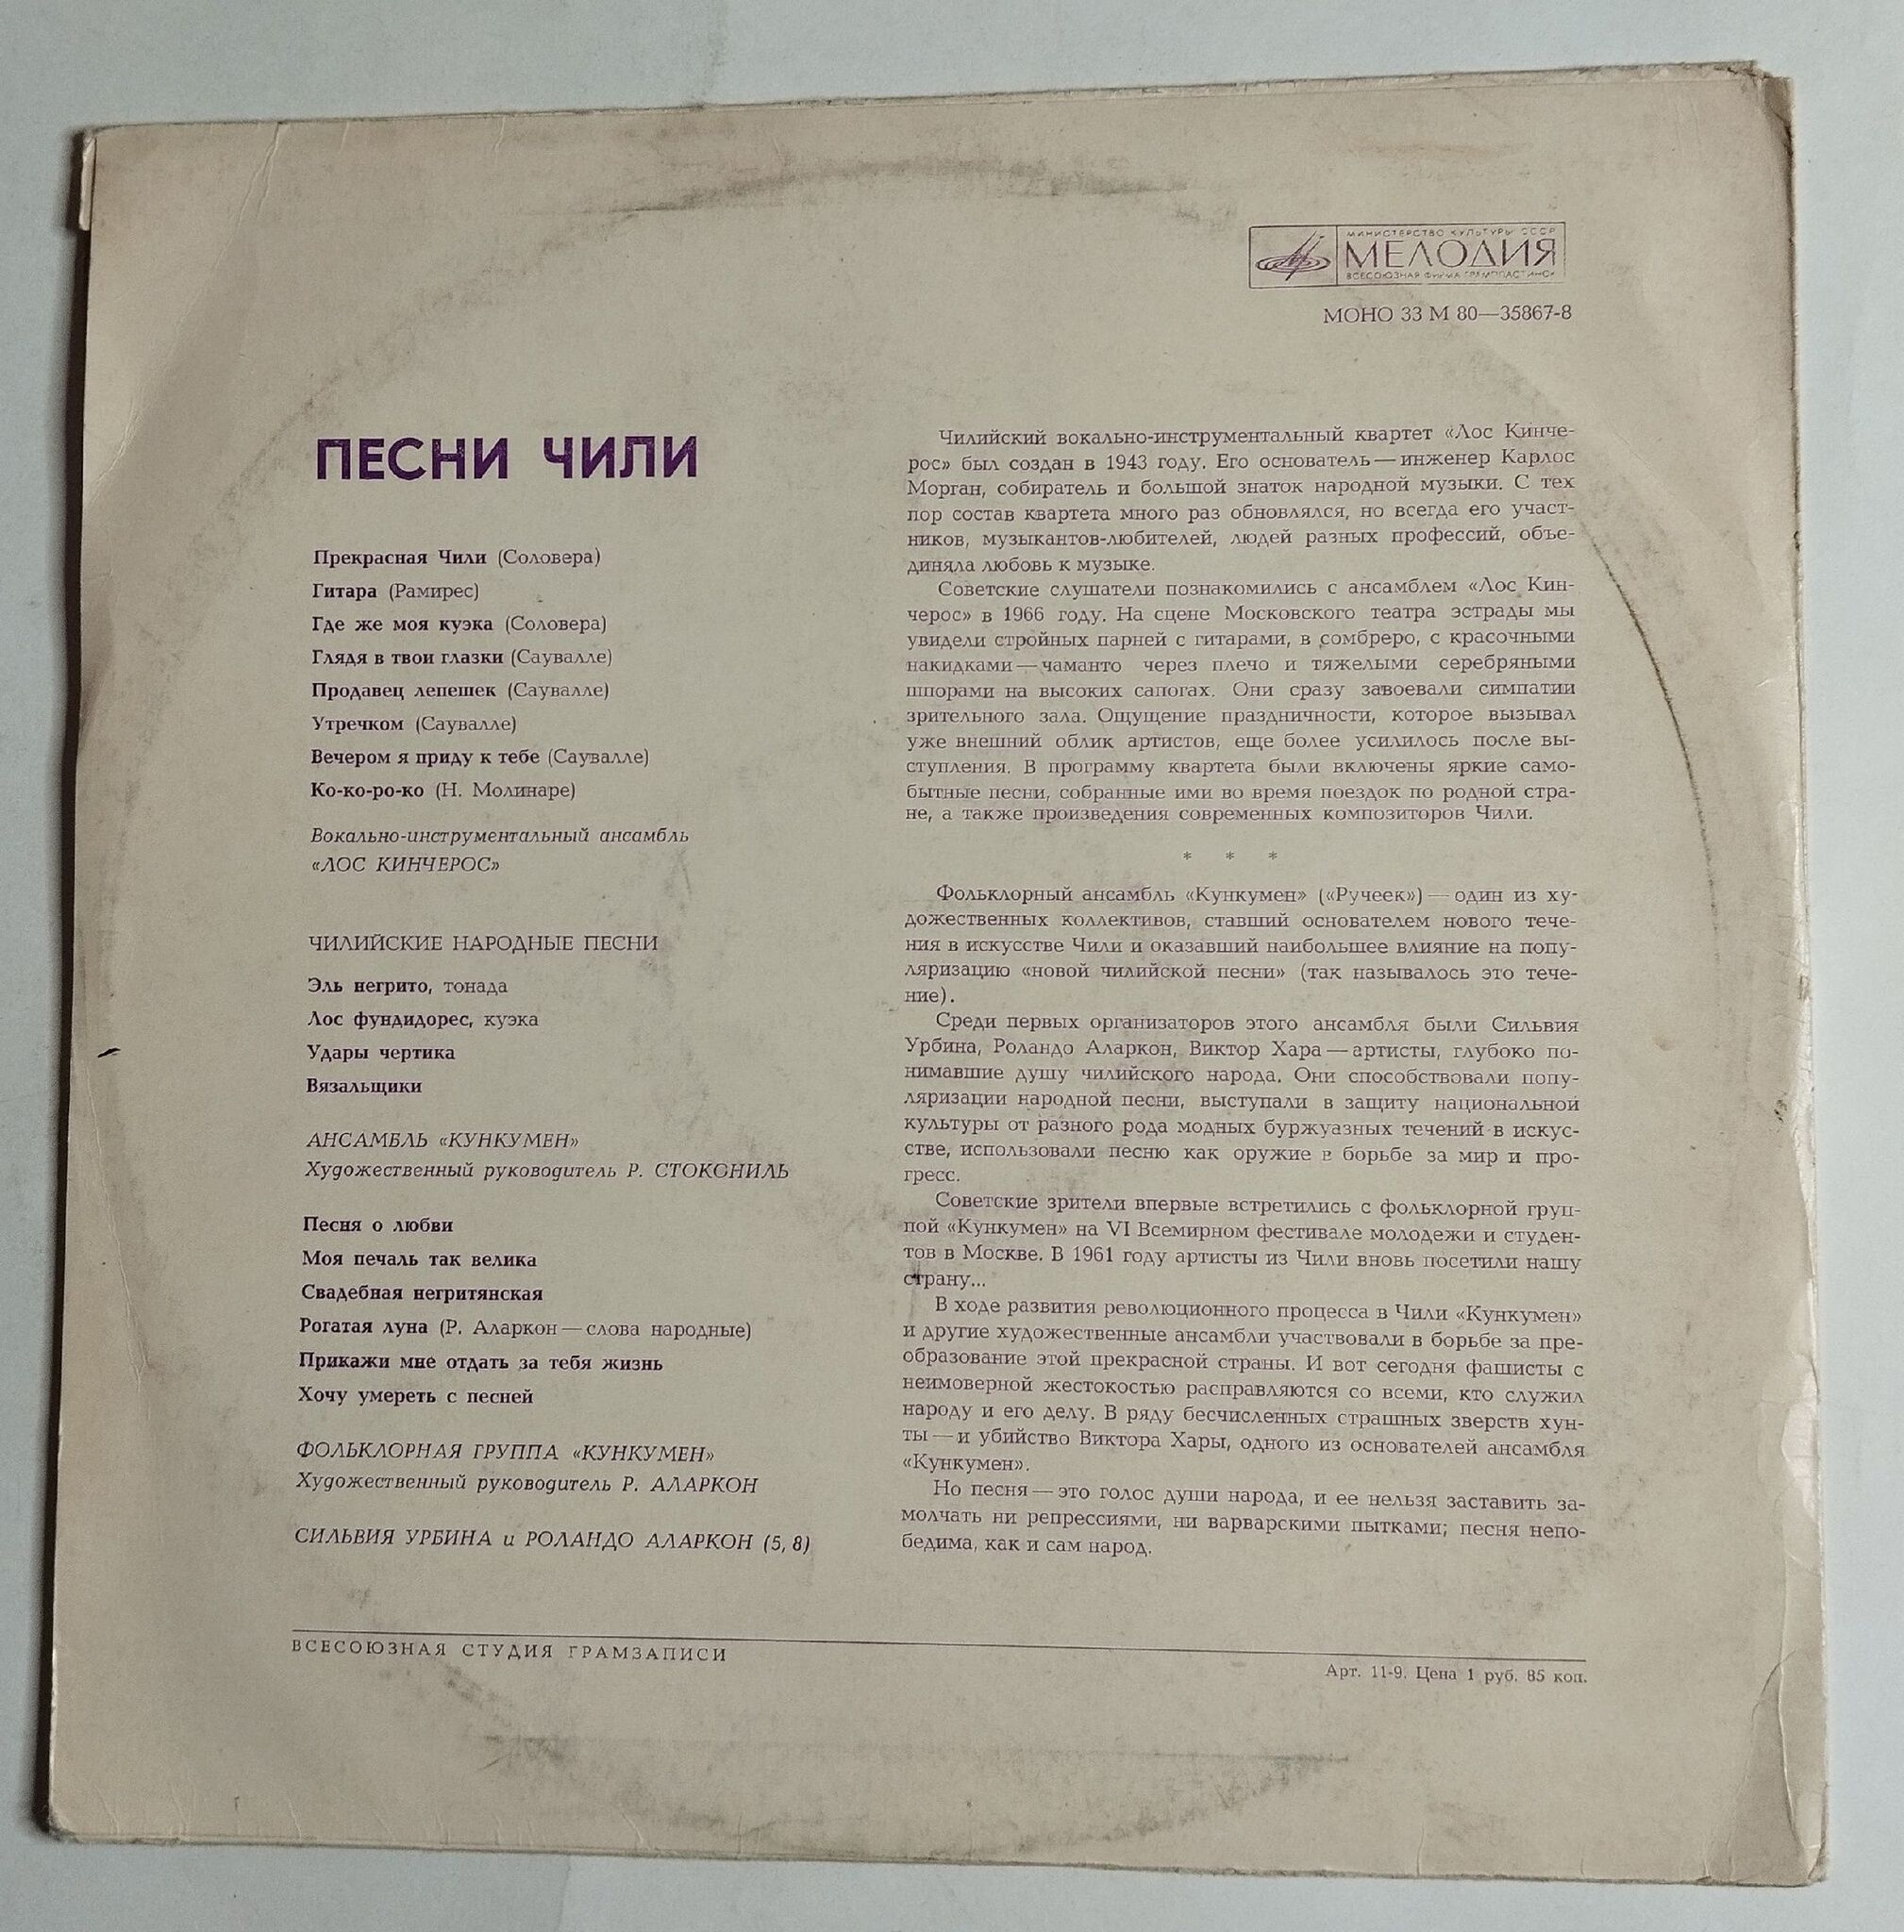 МИНИСТЕРСТВО КУЛЬТУРЫ СССР
МЕЛОДИЯ
ВСЕСОЮЗНАЯ ФИРМА ГРАМПЛАСТИНОК
МОНО 33 М 80—35867-8
ПЕСНИ ЧИЛИ
Прекрасная Чили (Соловера)
Гитара (Рамирес)
Где же моя куэка (Соловера)
Глядя в твои глазки (Саувалле)
Продавец лепешек (Саувалле)
Утречком (Саувалле)
Вечером я приду к тебе (Саувалле)
Ко-ко-ро-ко (Н. Молинаре)
Вокально-инструментальный ансамбль
«ЛОС КИНЧЕРОС»
ЧИЛИЙСКИЕ НАРОДНЫЕ ПЕСНИ
Эль негрито, тонада
Лос фундидорес, куэка
Удары чертика
Вязальщики
АНСАМБЛЬ «КУНКУМЕН»
Художественный руководитель Р. СТОКОНИЛЬ
Песня о любви
Моя печаль так велика
Свадебная негритянская
Рогатая луна (Р. Аларкон — слова народные)
Прикажи мне отдать за тебя жизнь
Хочу умереть с песней
ФОЛЬКЛОРНАЯ ГРУППА «КУНКУМЕН»
Художественный руководитель Р. АЛАРКОН
СИЛЬВИЯ УРБИНА и РОЛАНДО АЛАРКОН (5, 8)
Чилийский вокально-инструментальный квартет «Лос Кинче-
рос» был создан в 1943 году. Его основатель — инженер Карлос
Морган, собиратель и большой знаток народной музыки. С тех
пор состав квартета много раз обновлялся, но всегда его участ-
ников, музыкантов-любителей, людей разных профессий, объе-
диняла любовь к музыке.
Советские слушатели познакомились с ансамблем «Лос Кин-
черос» в 1966 году. На сцене Московского театра эстрады мы
увидели стройных парней с гитарами, в сомбреро, с красочными
накидками — чаманто через плечо и тяжелыми серебряными
шпорами на высоких сапогах. Они сразу завоевали симпатии
зрительного зала. Ощущение праздничности, которое вызывал
уже внешний облик артистов, еще более усилилось после вы-
ступления. В программу квартета были включены яркие само-
бытные песни, собранные ими во время поездок по родной стра-
не, а также произведения современных композиторов Чили.
* * *
Фольклорный ансамбль «Кункумен» («Ручеек») — один из ху-
дожественных коллективов, ставший основателем нового тече-
ния в искусстве Чили и оказавший наибольшее влияние на попу-
ляризацию «новой чилийской песни» (так называлось это тече-
ние).
Среди первых организаторов этого ансамбля были Сильвия
Урбина, Роландо Аларкон, Виктор Хара — артисты, глубоко по-
нимавшие душу чилийского народа. Они способствовали попу-
ляризации народной песни, выступали в защиту национальной
культуры от разного рода модных буржуазных течений в искус-
стве, использовали песню как оружие в борьбе за мир и про-
гресс.
Советские зрители впервые встретились с фольклорной груп-
пой «Кункумен» на VI Всемирном фестивале молодежи и студен-
тов в Москве. В 1961 году артисты из Чили вновь посетили нашу
страну...
В ходе развития революционного процесса в Чили «Кункумен»
и другие художественные ансамбли участвовали в борьбе за пре-
образование этой прекрасной страны. И вот сегодня фашисты с
неимоверной жестокостью расправляются со всеми, кто служил
народу и его делу. В ряду бесчисленных страшных зверств хун-
ты — и убийство Виктора Хары, одного из основателей ансамбля
«Кункумен».
Но песня — это голос души народа, и ее нельзя заставить за-
молчать ни репрессиями, ни варварскими пытками; песня непо-
бедима, как и сам народ.
ВСЕСОЮЗНАЯ СТУДИЯ ГРАМЗАПИСИ
Арт. 11-9. Цена 1 руб. 85 коп.